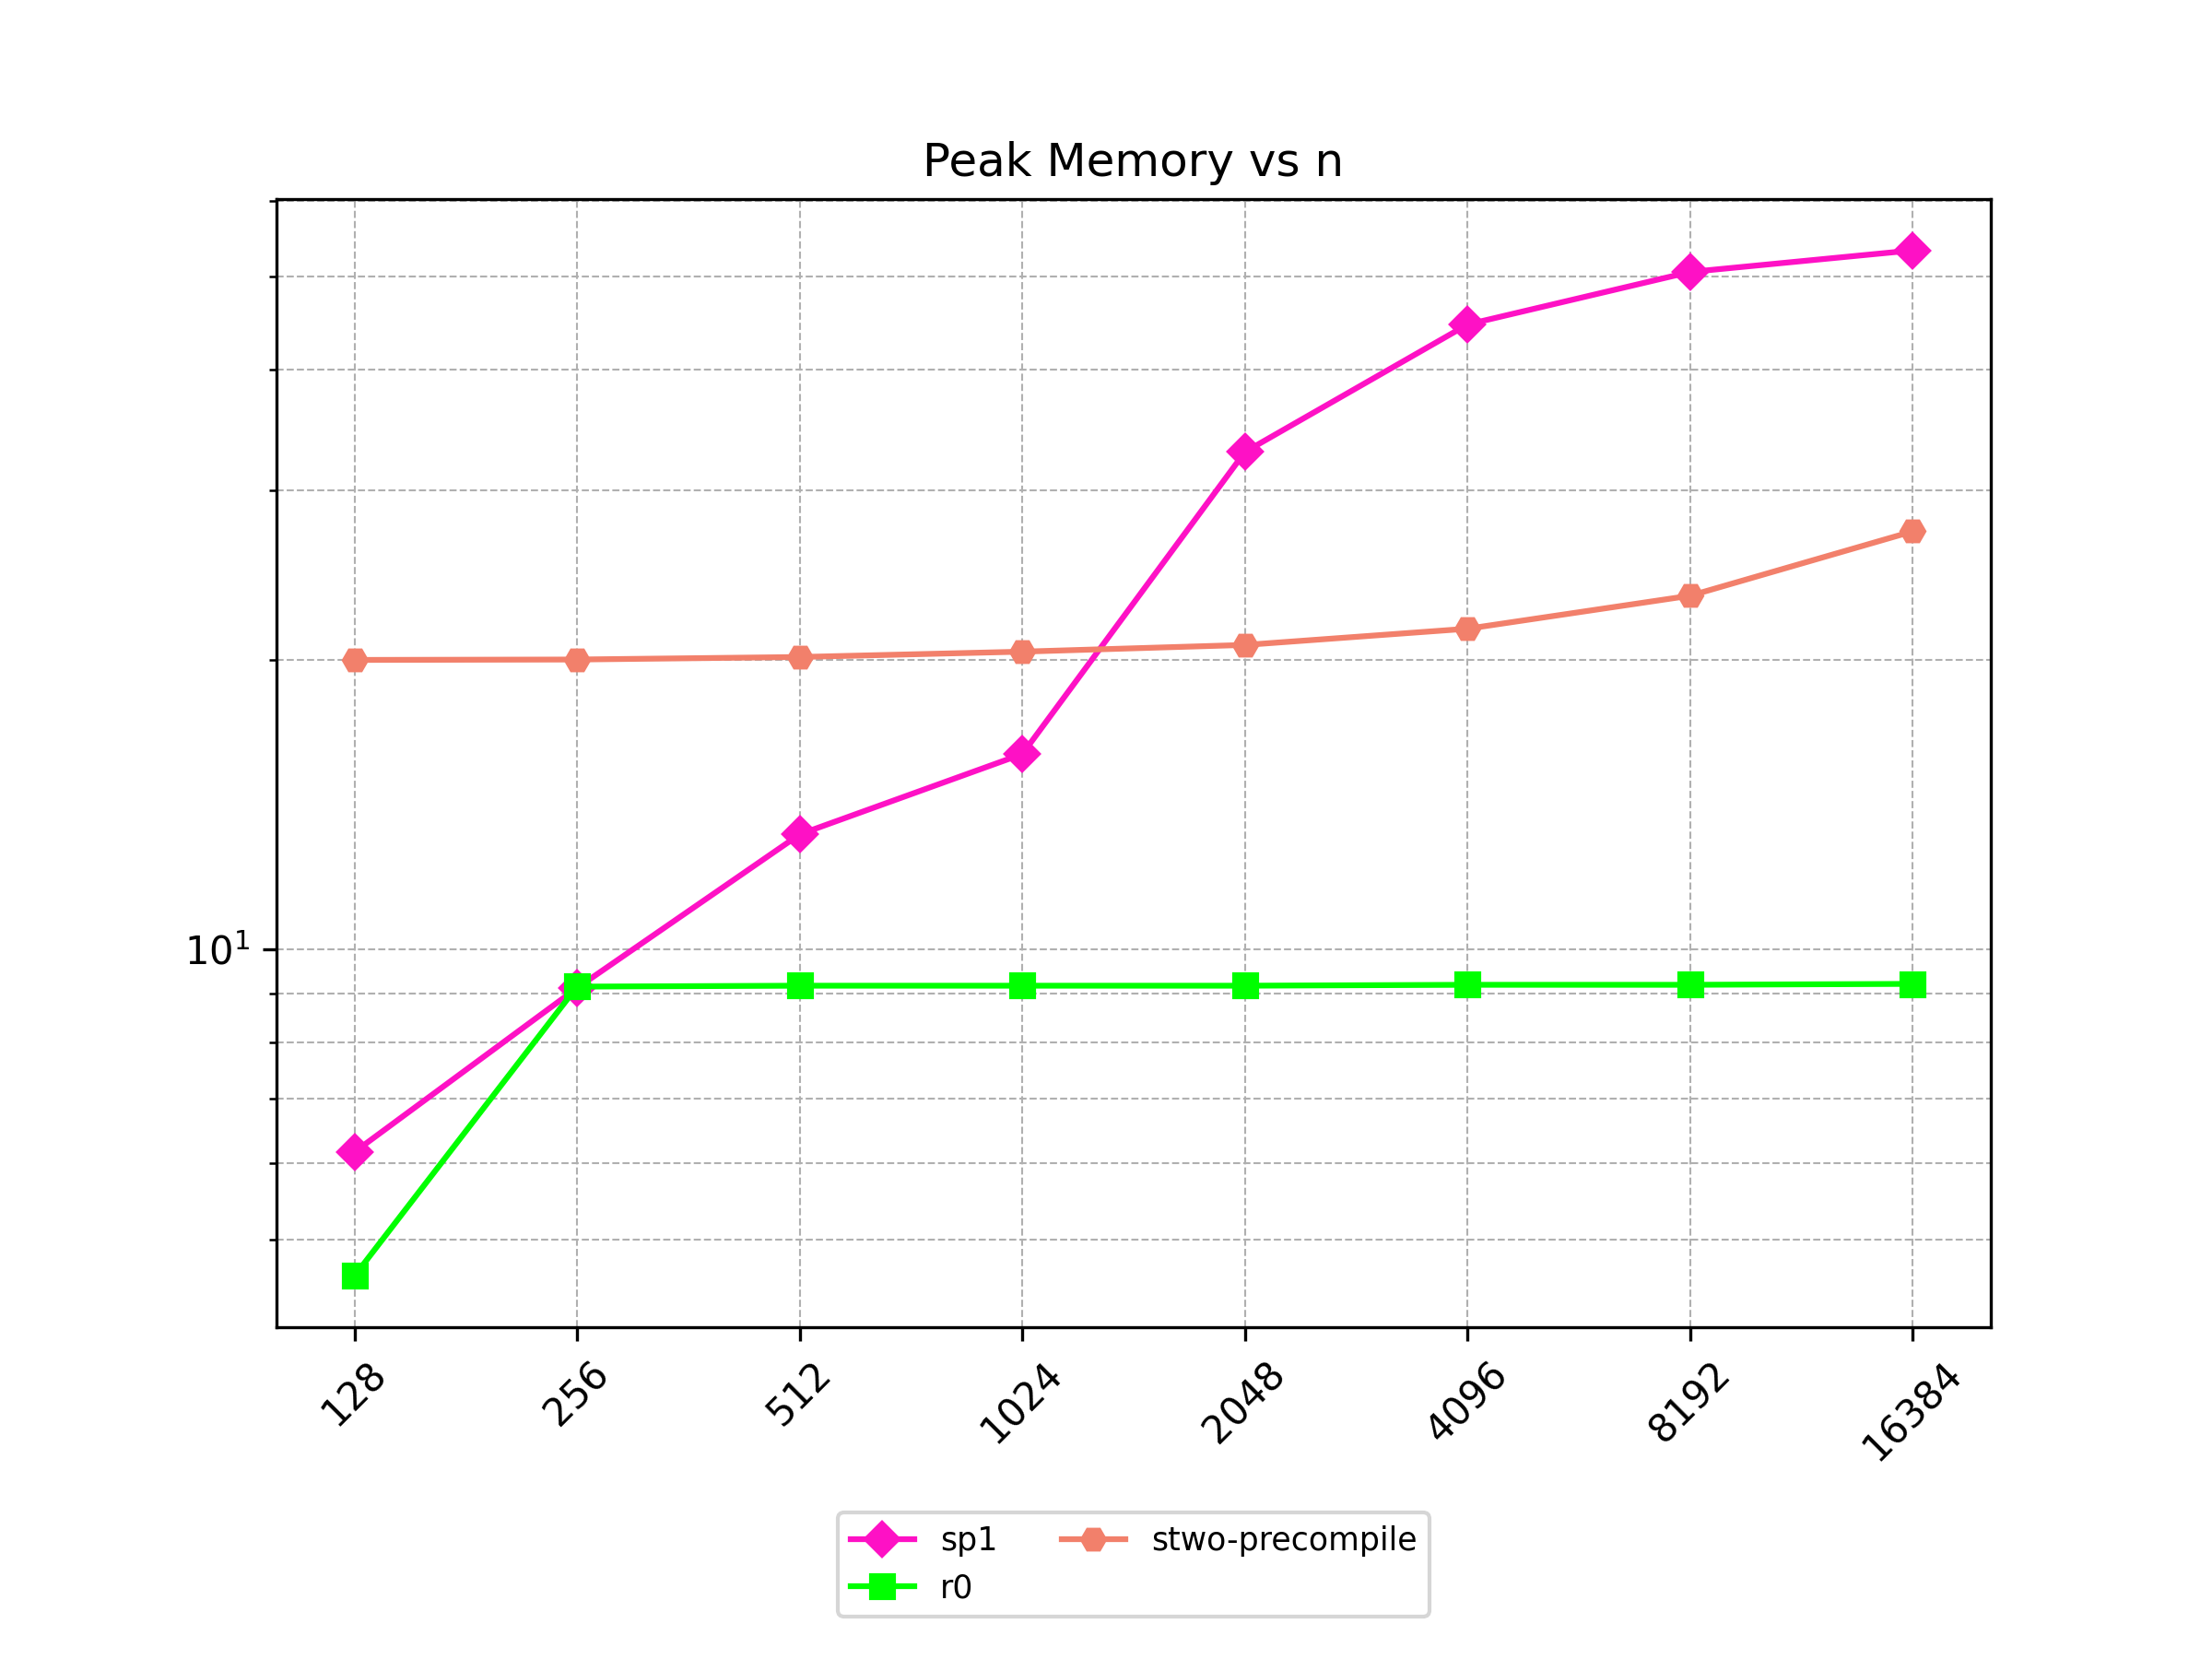 Peak Memory vs n
10¹
128 256 512 1024 2048 4096 8192 16384
sp1
r0
stwo-precompile